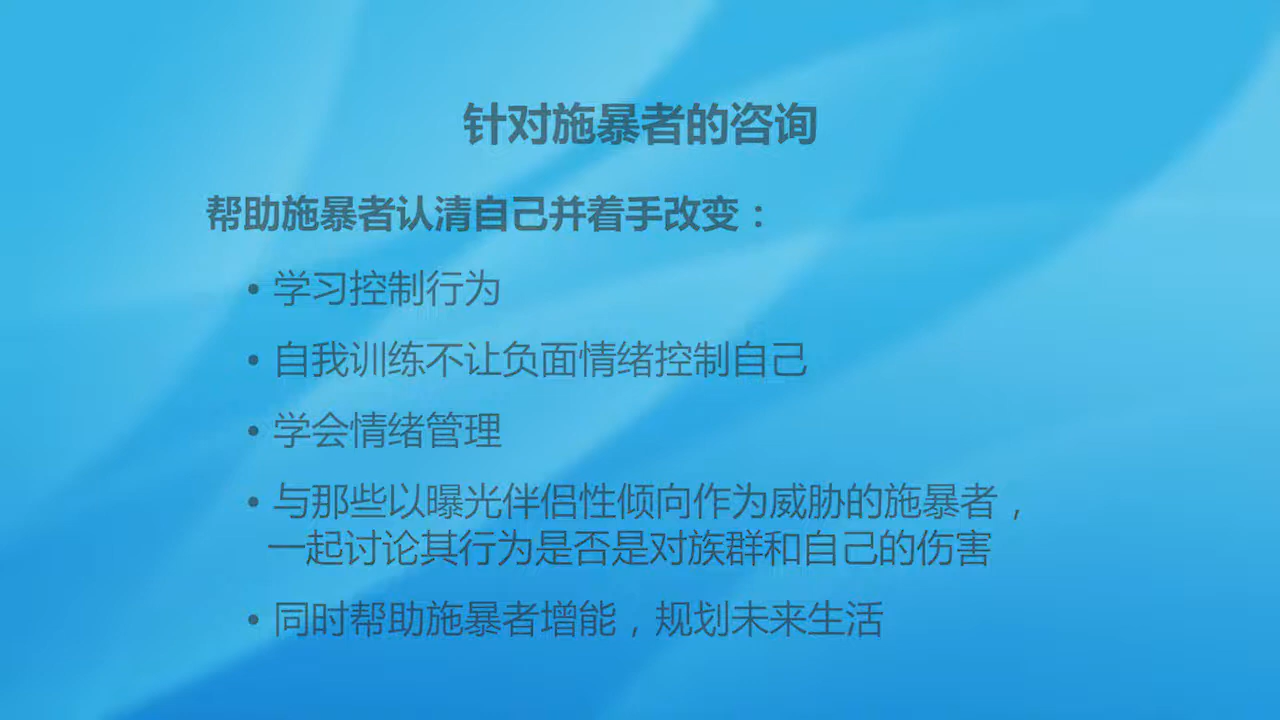 针对施暴者的咨询
帮助施暴者认清自己并着手改变：
• 学习控制行为
• 自我训练不让负面情绪控制自己
• 学会情绪管理
• 与那些以曝光伴侣性倾向作为威胁的施暴者，
一起讨论其行为是否是对族群和自己的伤害
• 同时帮助施暴者增能，规划未来生活